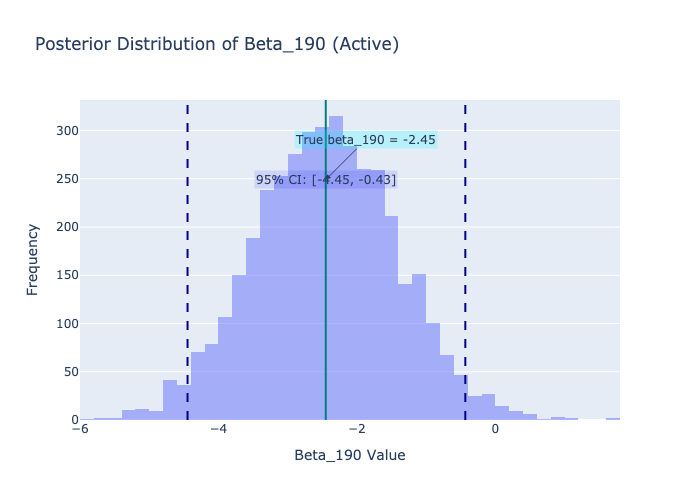 Posterior Distribution of Beta_190 (Active)
300
True beta_190 = -2.45
250
95% CI: [-4.45, -0.43]
200
150
100
50
0
Frequency
−6
−4
−2
0
Beta_190 Value